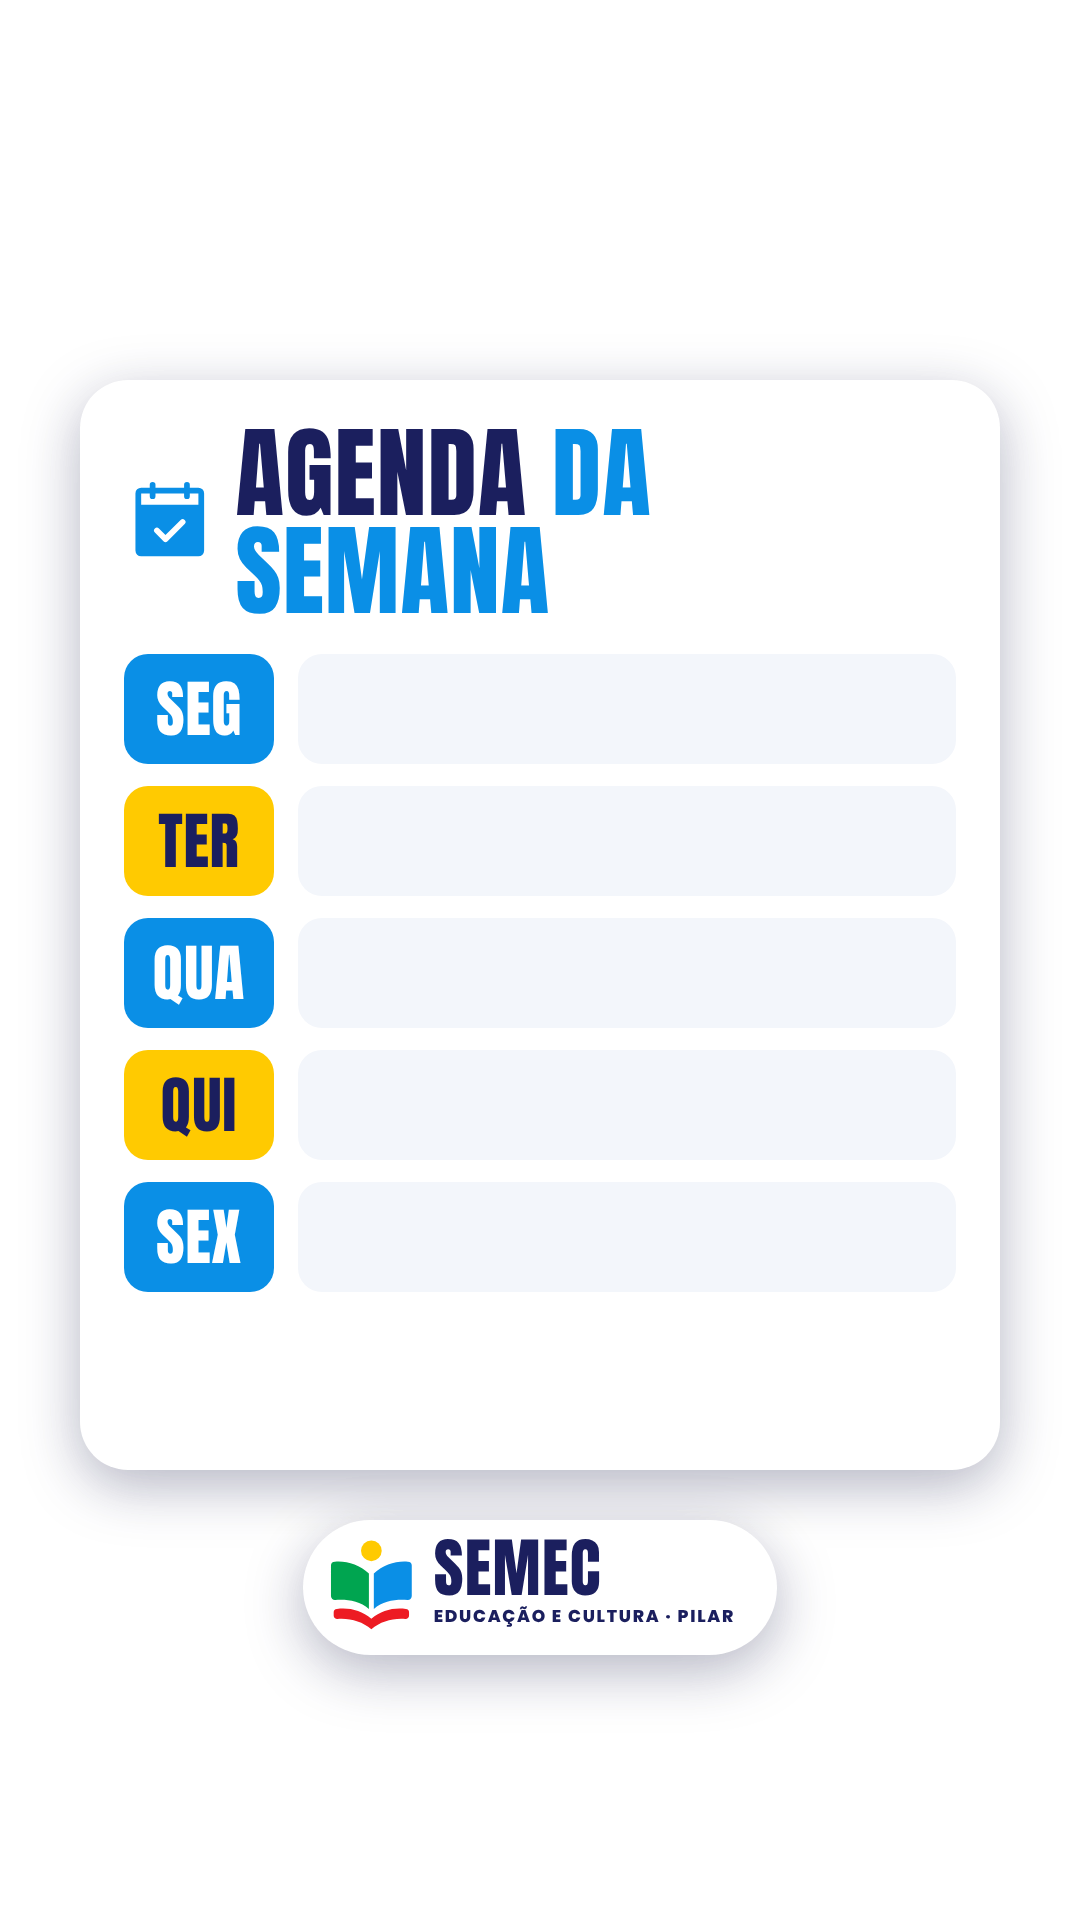 AGENDA DA
SEMANA
SEG
TER
QUA
QUI
SEX
SEMEC
EDUCAÇÃO E CULTURA · PILAR